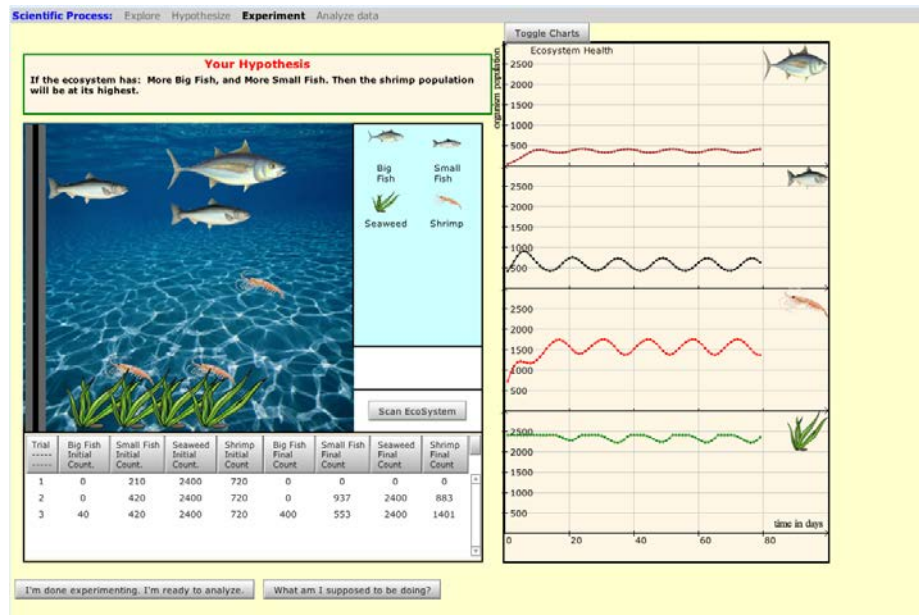 Scientific Process: Explore Hypothesize Experiment Analyze data
Toggle Charts
Your Hypothesis
If the ecosystem has: More Big Fish, and More Small Fish. Then the shrimp population
will be at its highest.
Big Fish
Small Fish
Seaweed
Shrimp
Scan EcoSystem
Trial ----- ----- Big Fish Initial Count. Small Fish Initial Count. Seaweed Initial Count. Shrimp Initial Count Big Fish Final Count. Small Fish Final Count. Seaweed Final Count. Shrimp Final Count
1 0 210 2400 720 0 0 0 0
2 0 420 2400 720 0 937 2400 883
3 40 420 2400 720 400 553 2400 1401
I'm done experimenting. I'm ready to analyze. What am I supposed to be doing?
Ecosystem Health
organism population
2500
2000
1500
1000
500
2500
2000
1500
1000
500
2500
2000
1500
1000
500
2500
2000
1500
1000
500
time in days
0 20 40 60 80